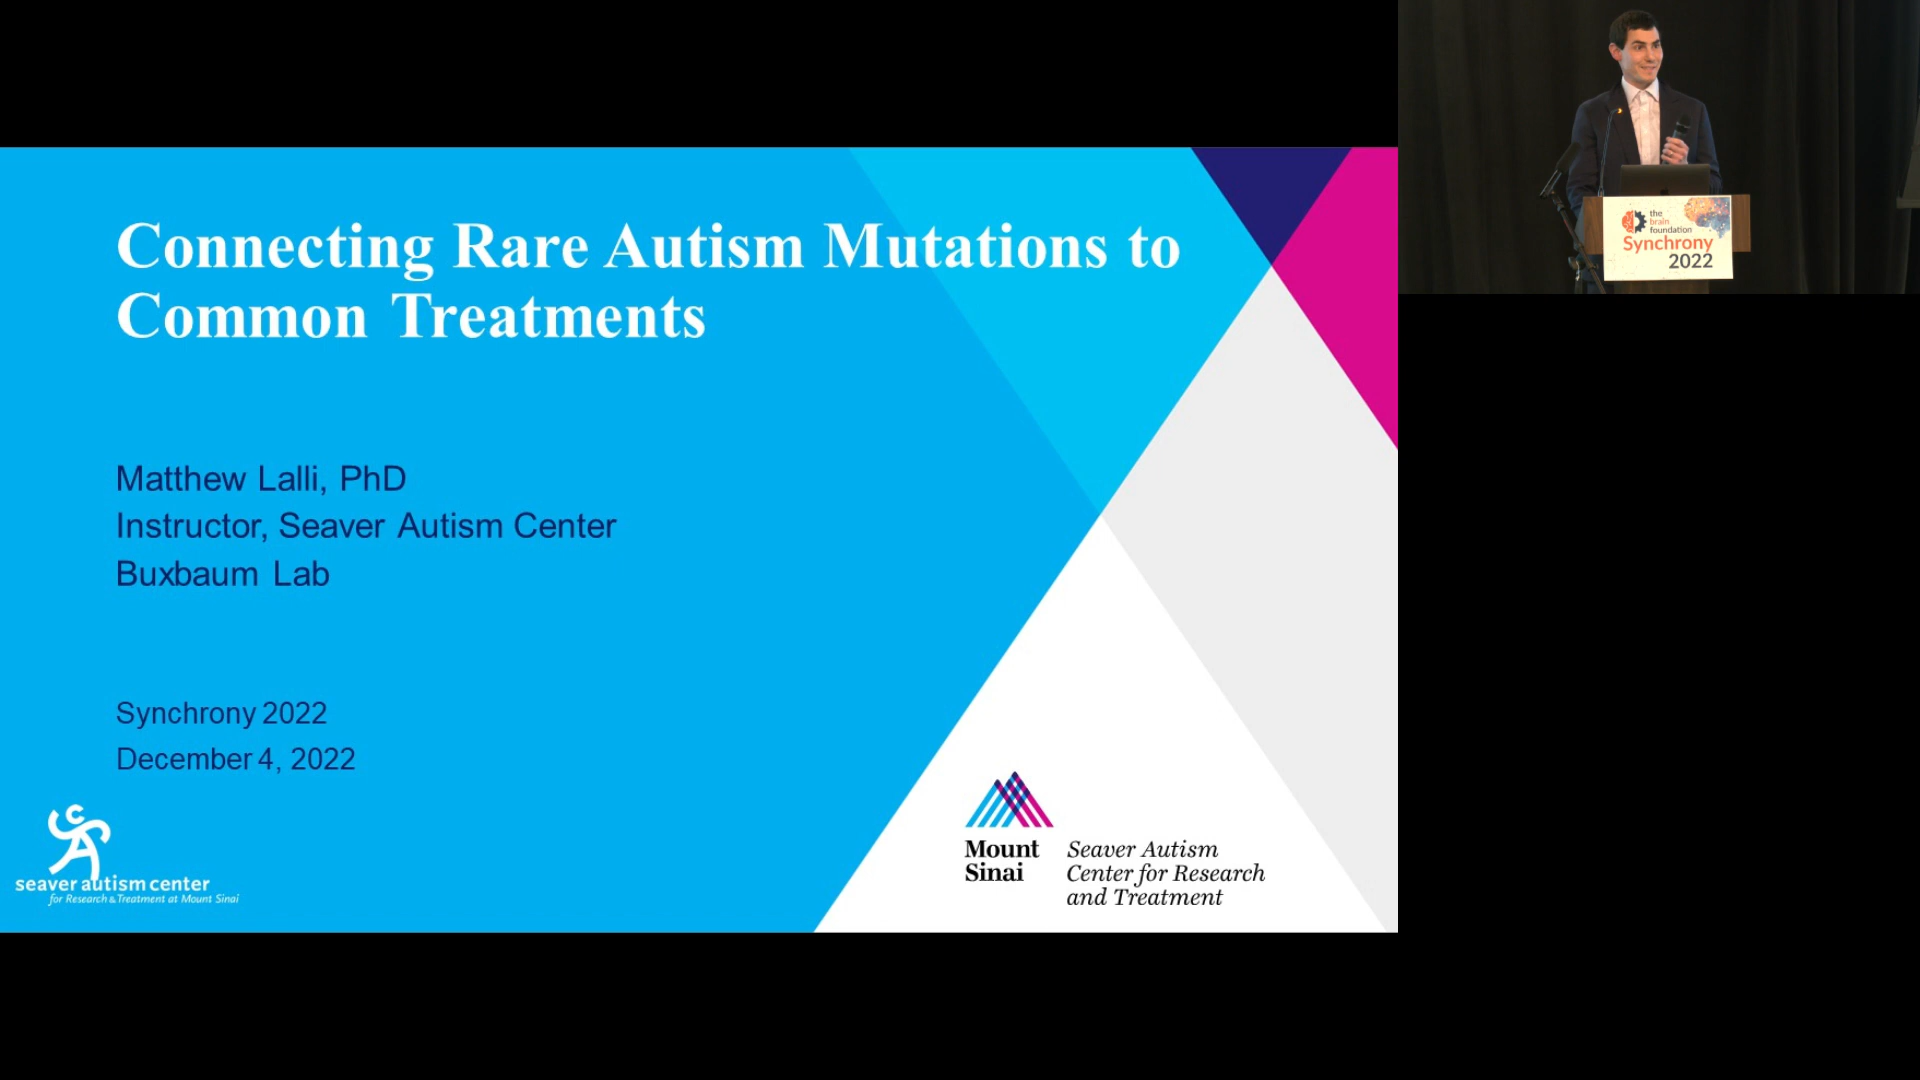 Connecting Rare Autism Mutations to
Common Treatments
Matthew Lalli, PhD
Instructor, Seaver Autism Center
Buxbaum Lab
Synchrony 2022
December 4, 2022
seaver autism center
for Research & Treatment at Mount Sinai
Mount
Sinai
Seaver Autism
Center for Research
and Treatment
the
brain
foundation
Synchrony
2022